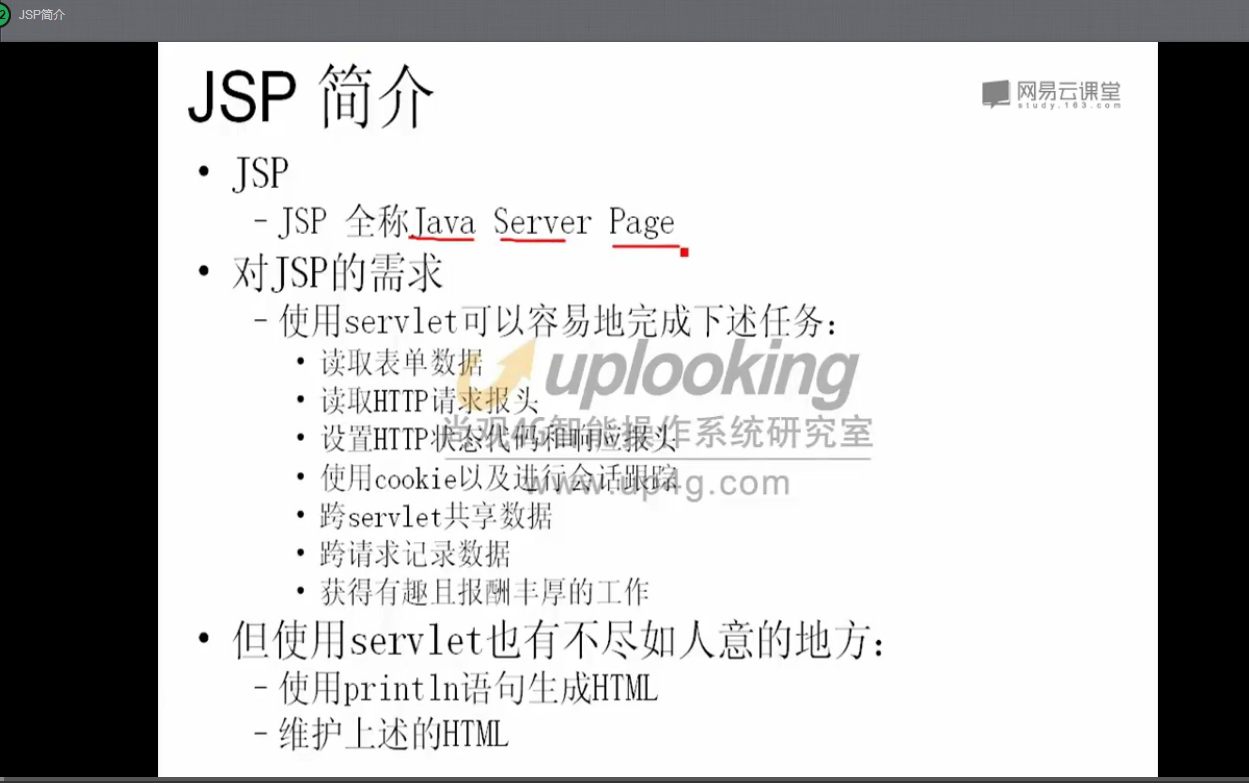 2 JSP简介
JSP 简介
网易云课堂
study.163.com
• JSP
– JSP 全称Java Server Page
• 对JSP的需求
– 使用servlet可以容易地完成下述任务：
• 读取表单数据
uplooking
• 读取HTTP请求报头
尚观4G智能操作系统研究室
• 设置HTTP状态代码和响应报头
• 使用cookie以及进行会话跟踪
www.up4g.com
• 跨servlet共享数据
• 跨请求记录数据
• 获得有趣且报酬丰厚的工作
• 但使用servlet也有不尽如人意的地方：
– 使用println语句生成HTML
– 维护上述的HTML